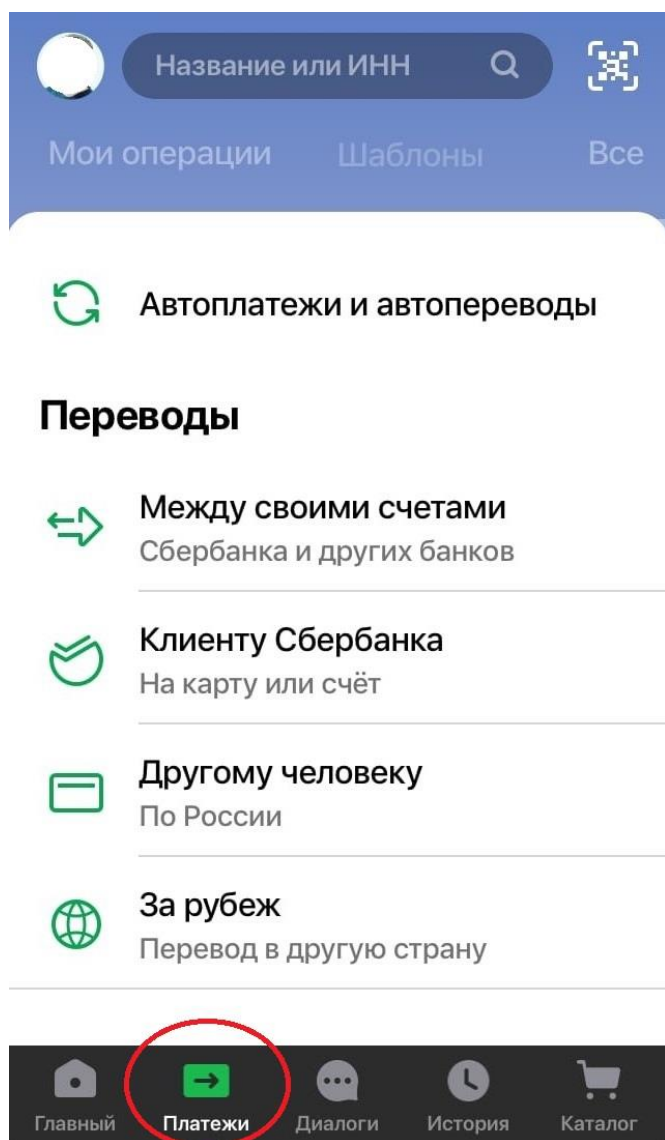 Название или ИНН
Мои операции Шаблоны Все
Автоплатежи и автопереводы
Переводы
Между своими счетами
Сбербанка и других банков
Клиенту Сбербанка
На карту или счёт
Другому человеку
По России
За рубеж
Перевод в другую страну
Главный Платежи Диалоги История Каталог